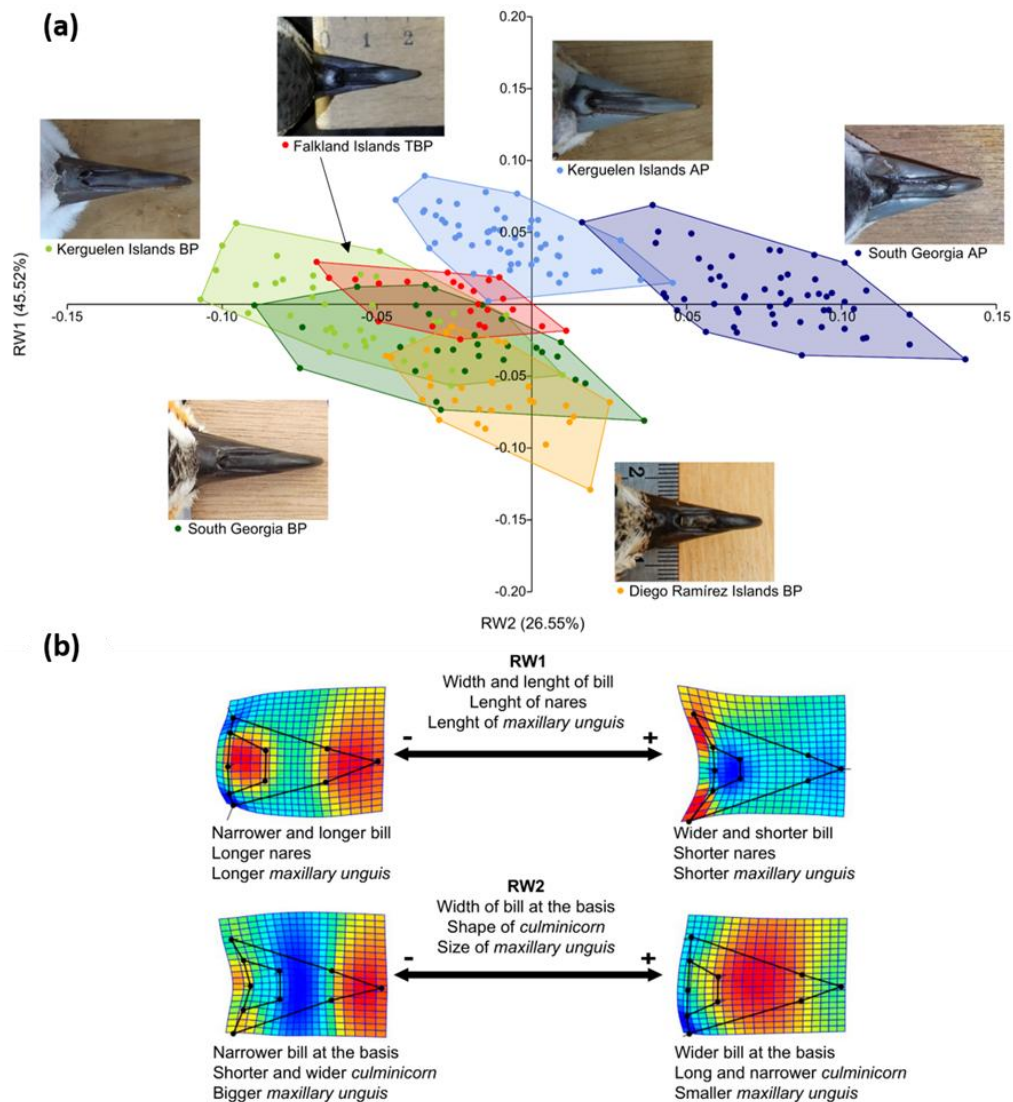 (a)
0.20
0.15
0.10
0.05
-0.05
-0.10
-0.15
-0.20
-0.15
-0.10
-0.05
0.05
0.10
0.15
RW1 (45.52%)
RW2 (26.55%)
0 1 2
Falkland Islands TBP
Kerguelen Islands AP
Kerguelen Islands BP
South Georgia AP
South Georgia BP
2
Diego Ramírez Islands BP
(b)
RW1
Width and lenght of bill
Lenght of nares
Lenght of maxillary unguis
- +
Narrower and longer bill
Longer nares
Longer maxillary unguis
Wider and shorter bill
Shorter nares
Shorter maxillary unguis
RW2
Width of bill at the basis
Shape of culminicorn
Size of maxillary unguis
- +
Narrower bill at the basis
Shorter and wider culminicorn
Bigger maxillary unguis
Wider bill at the basis
Long and narrower culminicorn
Smaller maxillary unguis